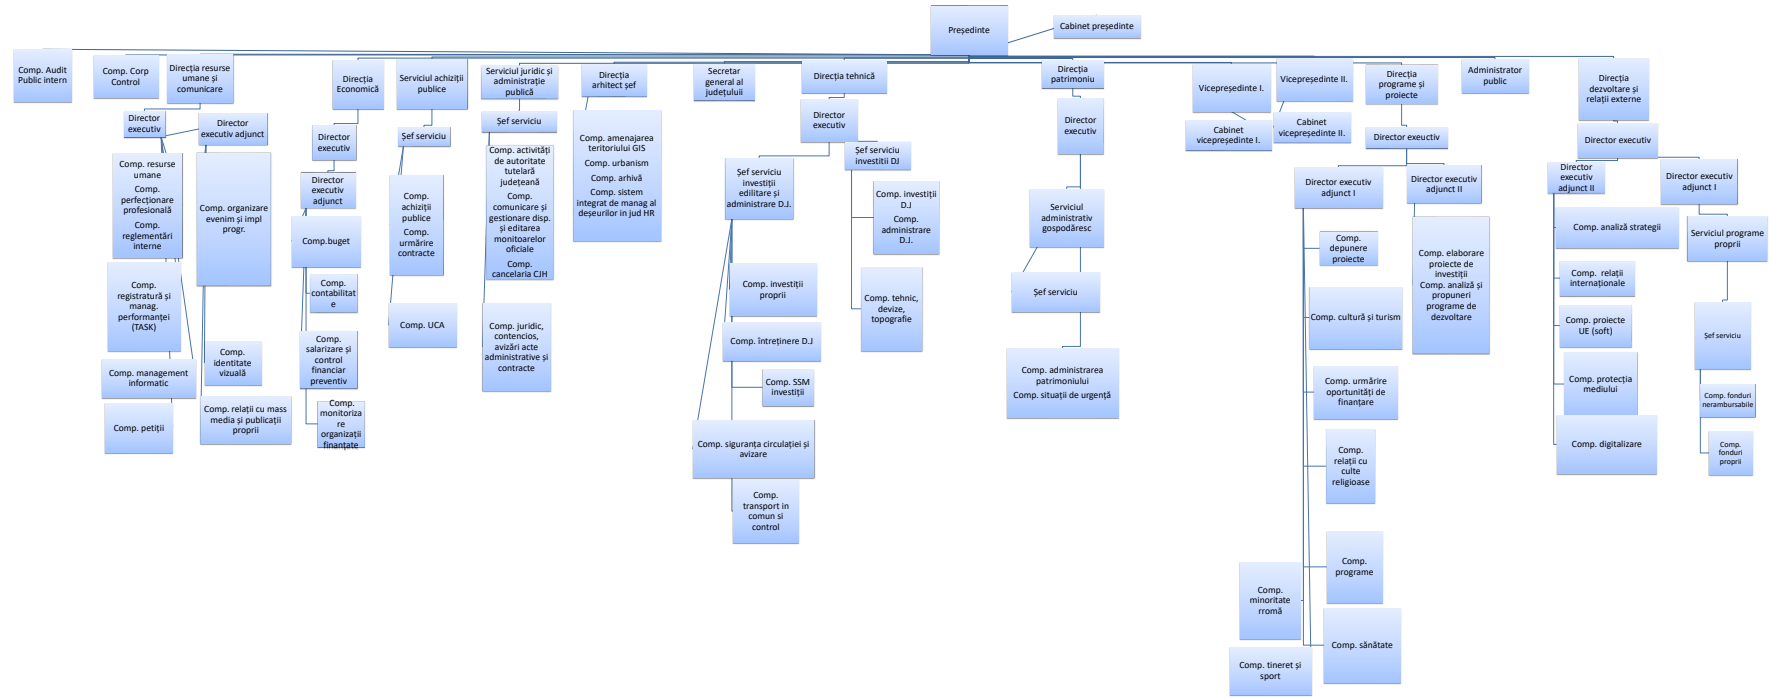 Președinte
Cabinet președinte
Comp. Audit
Public intern
Comp. Corp
Control
Direcția resurse
umane și
comunicare
Director
executiv
Director
executiv adjunct
Comp. resurse
umane
Comp.
perfecționare
profesională
Comp.
reglementări
interne
Comp.
registratură și
manag.
performanței
(TASK)
Comp. management
informatic
Comp. petiții
Comp. organizare
evenim și impl
progr.
Comp.
identitate
vizuală
Comp. relații cu mass
media și publicații
proprii
Direcția
Economică
Director
executiv
Director
executiv
adjunct
Comp.buget
Comp.
contabilitat
e
Comp.
salarizare și
control
financiar
preventiv
Comp.
monitoriza
re
organizații
finanțate
Serviciul achiziții
publice
Șef serviciu
Comp.
achiziții
publice
Comp.
urmărire
contracte
Comp. UCA
Serviciul juridic și
administrație
publică
Șef serviciu
Comp. activități
de autoritate
tutelară
județeană
Comp.
comunicare și
gestionare disp.
și editarea
monitoarelor
oficiale
Comp.
cancelaria CJH
Comp. juridic,
contencios,
avizări acte
administrative și
contracte
Direcția
arhitect șef
Comp. amenajarea
teritoriului GIS
Comp. urbanism
Comp. arhivă
Comp. sistem
integrat de manag al
deșeurilor in jud HR
Secretar
general al
județului
Direcția tehnică
Director
executiv
Șef serviciu
investiții
edilitare și
administrare D.J.
Șef serviciu
investitii DJ
Comp. investiții
D.J
Comp.
administrare
D.J.
Comp. tehnic,
devize,
topografie
Comp. investiții
proprii
Comp. întreținere D.J
Comp. SSM
investiții
Comp. siguranța circulației și
avizare
Comp.
transport in
comun si
control
Direcția
patrimoniu
Director
executiv
Serviciul
administrativ
gospodăresc
Șef serviciu
Comp. administrarea
patrimoniului
Comp. situații de urgență
Vicepreședinte I.
Cabinet
vicepreședinte I.
Vicepreședinte II.
Cabinet
vicepreședinte II.
Direcția
programe și
proiecte
Director exeuctiv
Director executiv
adjunct I
Director executiv
adjunct II
Comp.
depunere
proiecte
Comp. cultură și turism
Comp. urmărire
oportunități de
finanțare
Comp.
relații cu
culte
religioase
Comp.
programe
Comp.
minoritate
rromă
Comp. sănătate
Comp. tineret și
sport
Comp. elaborare
proiecte de
investiții
Comp. analiză și
propuneri
programe de
dezvoltare
Administrator
public
Direcția
dezvoltare și
relații externe
Director executiv
Director
executiv
adjunct II
Director executiv
adjunct I
Comp. analiză strategii
Comp. relații
internaționale
Comp. proiecte
UE (soft)
Comp. protecția
mediului
Comp. digitalizare
Serviciul programe
proprii
Șef serviciu
Comp. fonduri
nerambursabile
Comp.
fonduri
proprii